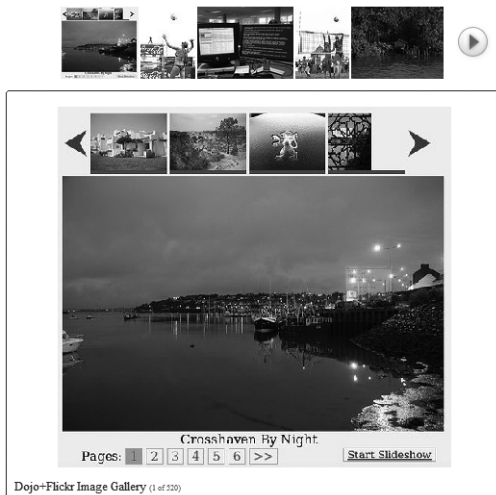 Crosshaven By Night
Pages: 1 2 3 4 5 6 >> Start Slideshow
Dojo+Flickr Image Gallery (1 of 520)